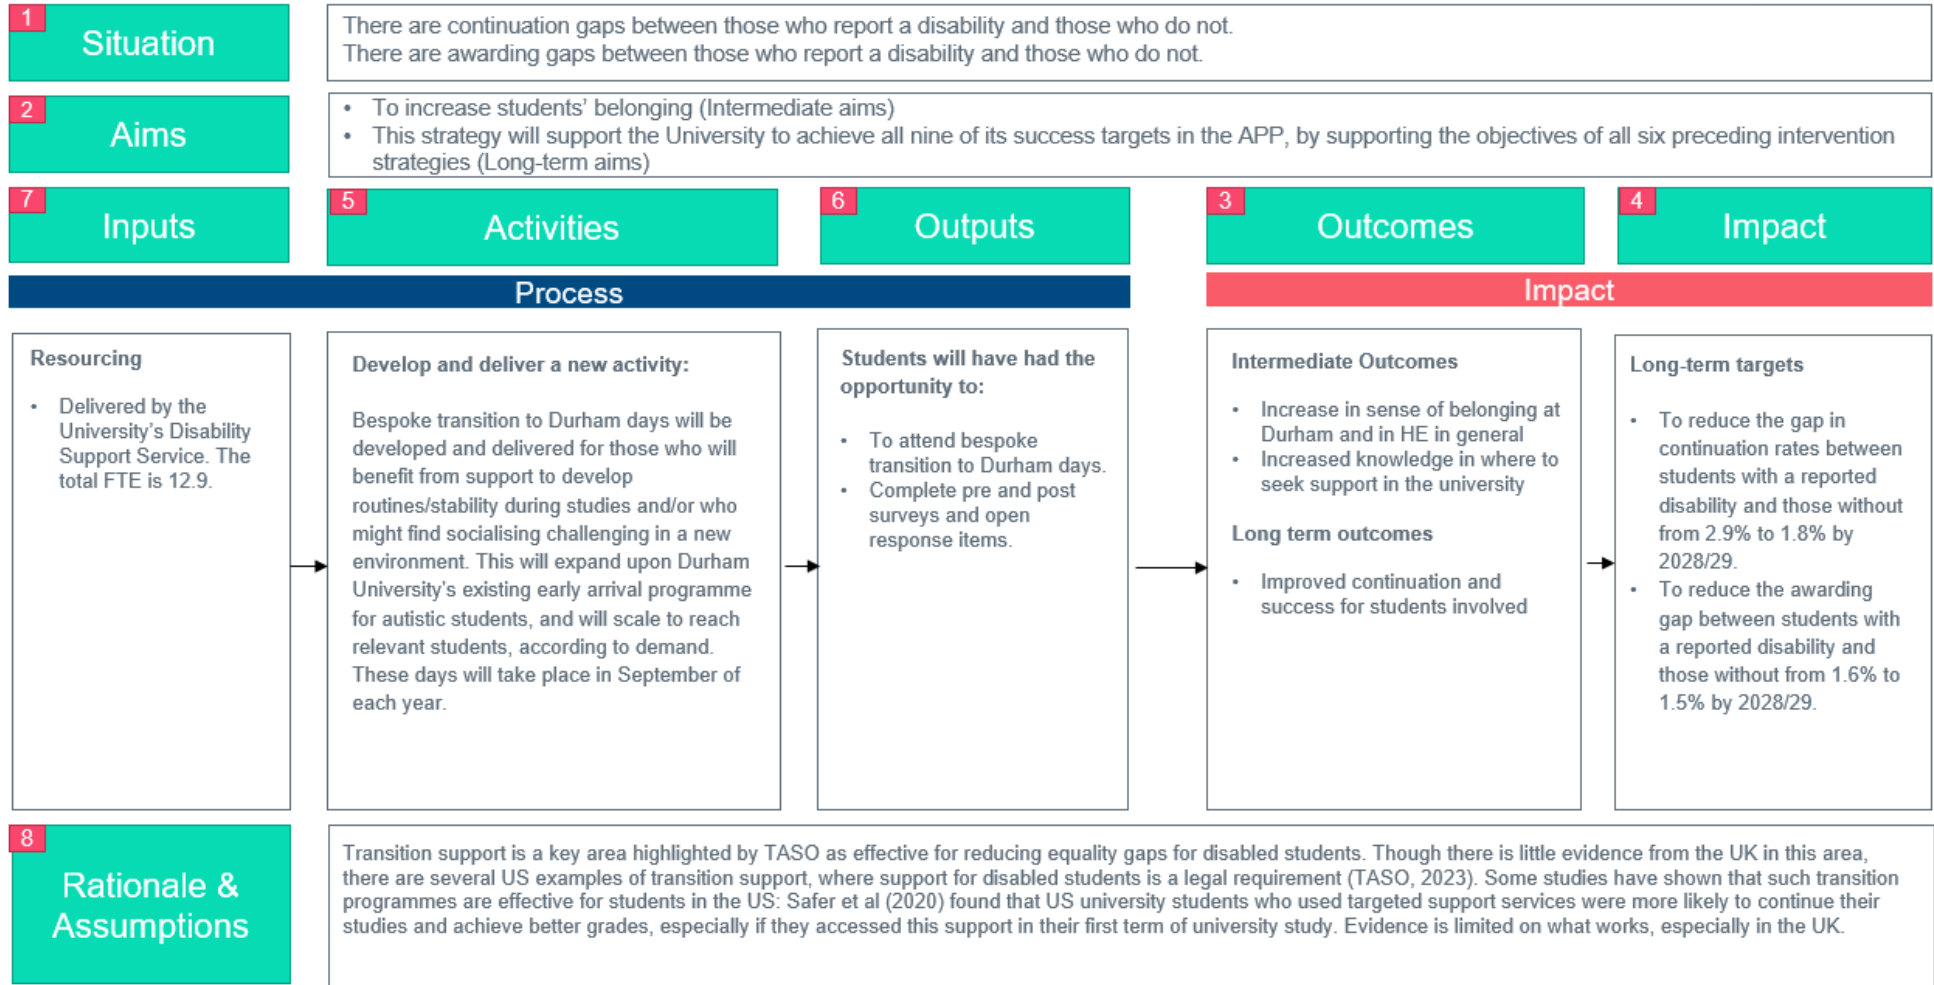 1
Situation
There are continuation gaps between those who report a disability and those who do not.
There are awarding gaps between those who report a disability and those who do not.
2
Aims
• To increase students’ belonging (Intermediate aims)
• This strategy will support the University to achieve all nine of its success targets in the APP, by supporting the objectives of all six preceding intervention
strategies (Long-term aims)
7
Inputs
5
Activities
6
Outputs
3
Outcomes
4
Impact
Process
Impact
Resourcing
• Delivered by the
University’s Disability
Support Service. The
total FTE is 12.9.
Develop and deliver a new activity:
Bespoke transition to Durham days will be
developed and delivered for those who will
benefit from support to develop
routines/stability during studies and/or who
might find socialising challenging in a new
environment. This will expand upon Durham
University’s existing early arrival programme
for autistic students, and will scale to reach
relevant students, according to demand.
These days will take place in September of
each year.
Students will have had the
opportunity to:
• To attend bespoke
transition to Durham days.
• Complete pre and post
surveys and open
response items.
Intermediate Outcomes
• Increase in sense of belonging at
Durham and in HE in general
• Increased knowledge in where to
seek support in the university
Long term outcomes
• Improved continuation and
success for students involved
Long-term targets
• To reduce the gap in
continuation rates between
students with a reported
disability and those without
from 2.9% to 1.8% by
2028/29.
• To reduce the awarding
gap between students with
a reported disability and
those without from 1.6% to
1.5% by 2028/29.
8
Rationale &
Assumptions
Transition support is a key area highlighted by TASO as effective for reducing equality gaps for disabled students. Though there is little evidence from the UK in this area,
there are several US examples of transition support, where support for disabled students is a legal requirement (TASO, 2023). Some studies have shown that such transition
programmes are effective for students in the US: Safer et al (2020) found that US university students who used targeted support services were more likely to continue their
studies and achieve better grades, especially if they accessed this support in their first term of university study. Evidence is limited on what works, especially in the UK.